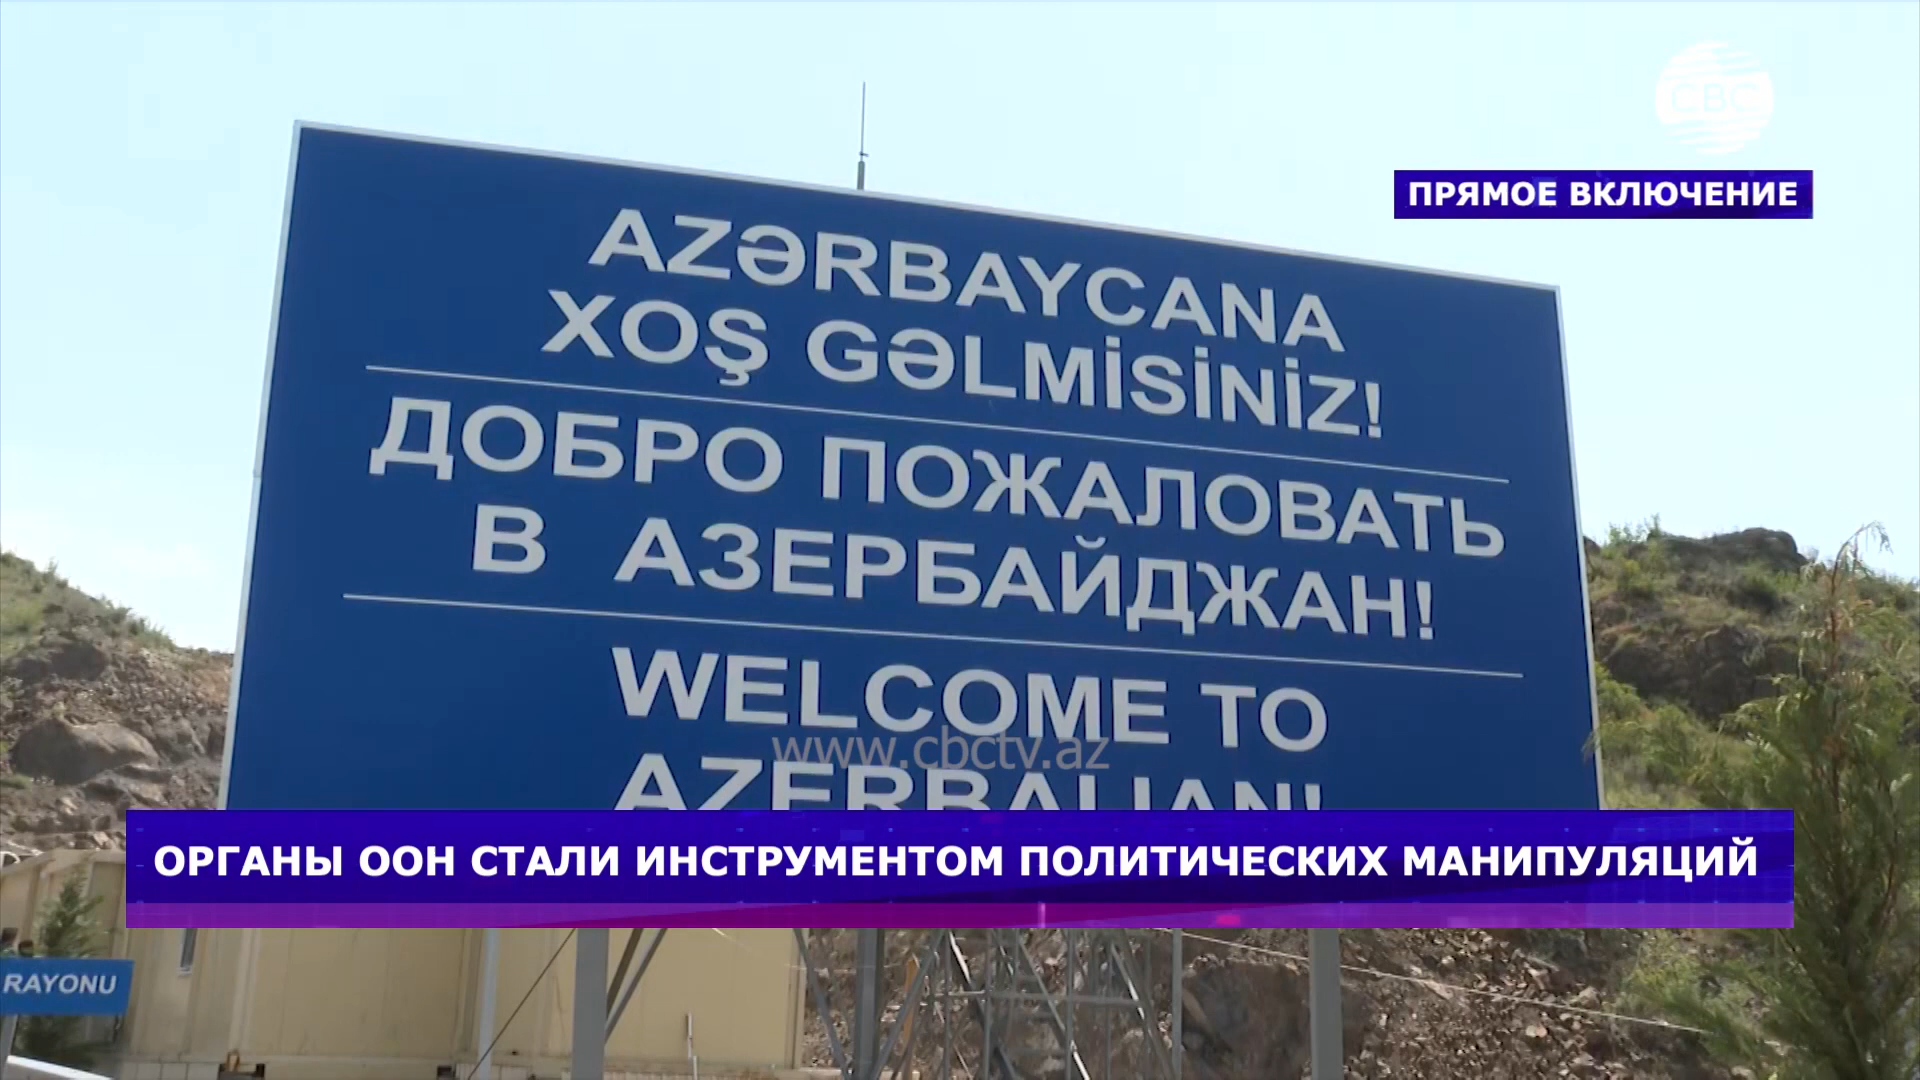 CBC
ПРЯМОЕ ВКЛЮЧЕНИЕ
AZƏRBAYCANA
XOŞ GƏLMİSİNİZ!
ДОБРО ПОЖАЛОВАТЬ
В АЗЕРБАЙДЖАН!
WELCOME TO
www.cbctv.az
AZERBAIJAN!
ОРГАНЫ ООН СТАЛИ ИНСТРУМЕНТОМ ПОЛИТИЧЕСКИХ МАНИПУЛЯЦИЙ
RAYONU